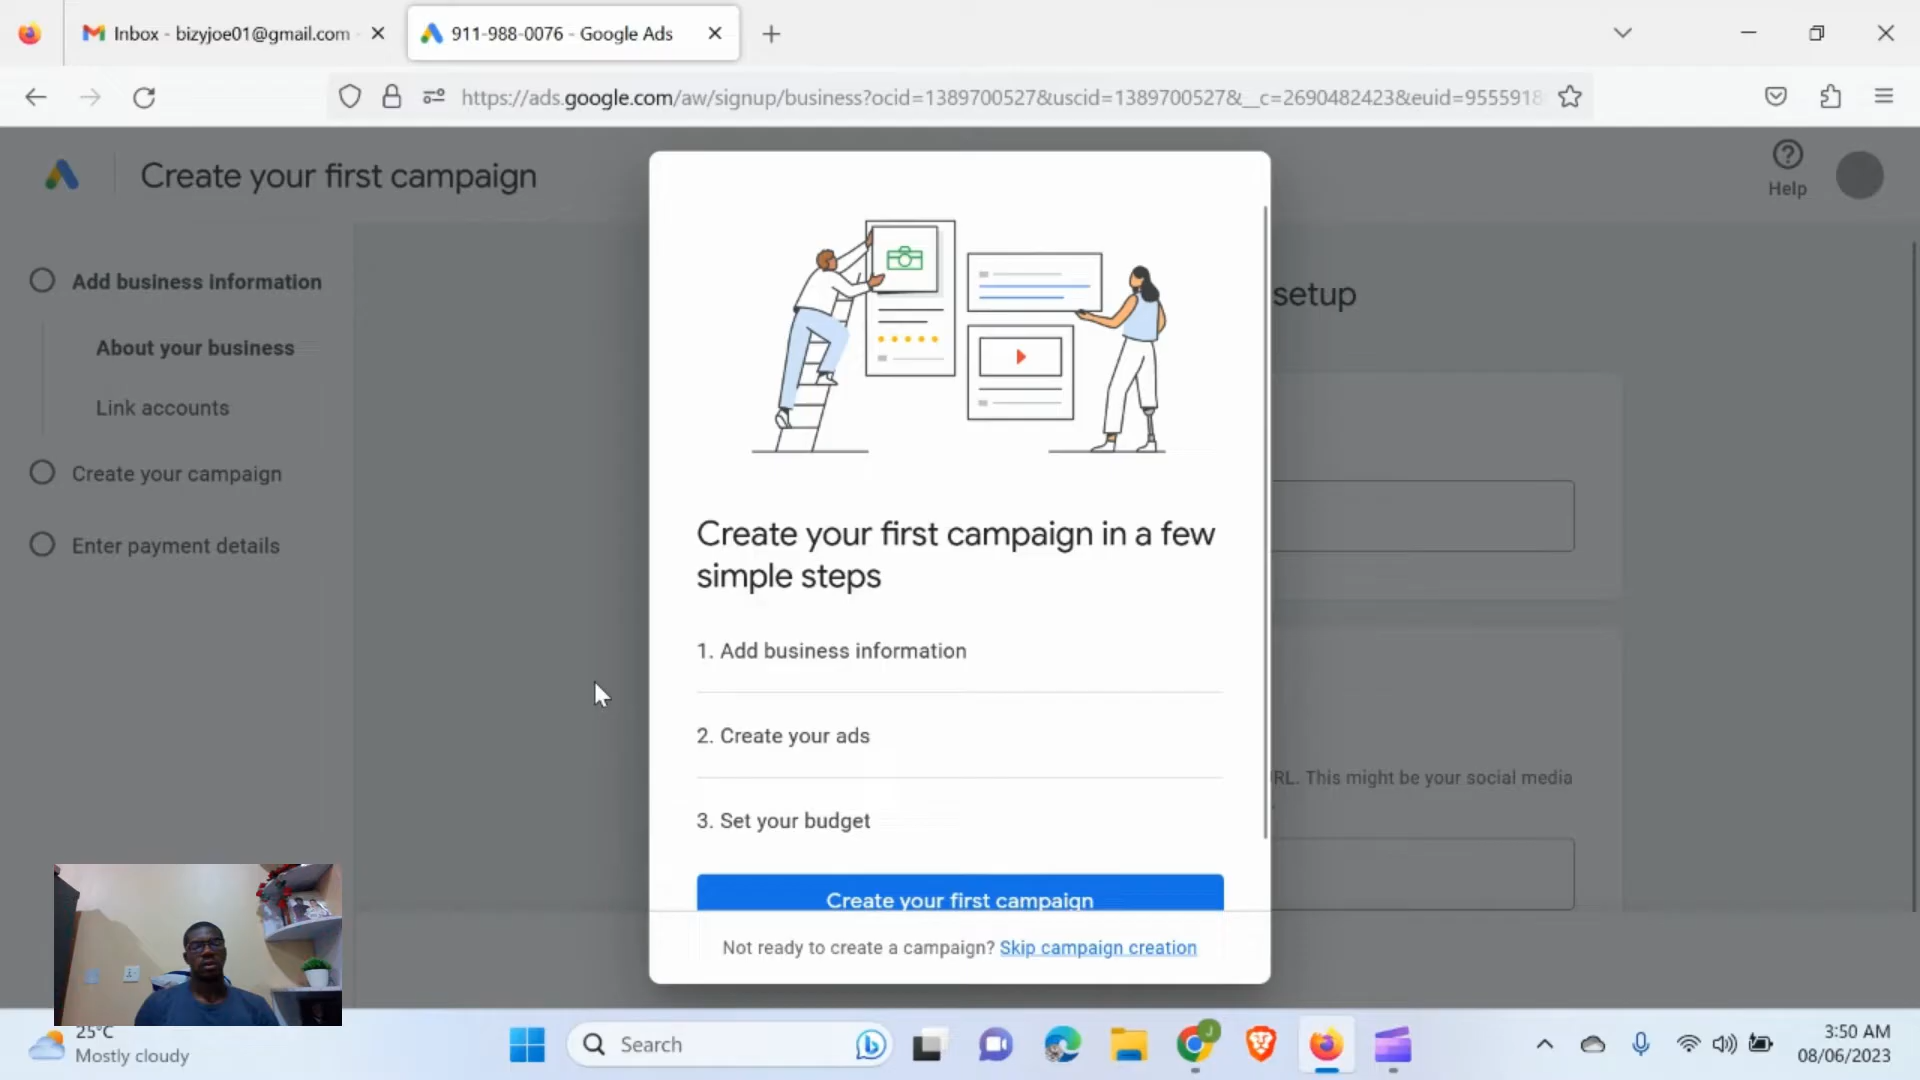 Inbox - bizyjoe01@gmail.com
911-988-0076 - Google Ads
https://ads.google.com/aw/signup/business?ocid=1389700527&uscid=1389700527&__c=2690482423&euid=9555918
Create your first campaign
Help
Add business information
About your business
Link accounts
Create your campaign
Enter payment details
setup
Create your first campaign in a few
simple steps
1. Add business information
2. Create your ads
3. Set your budget
Create your first campaign
Not ready to create a campaign? Skip campaign creation
RL. This might be your social media
25°C
Mostly cloudy
Search
J
3:50 AM
08/06/2023